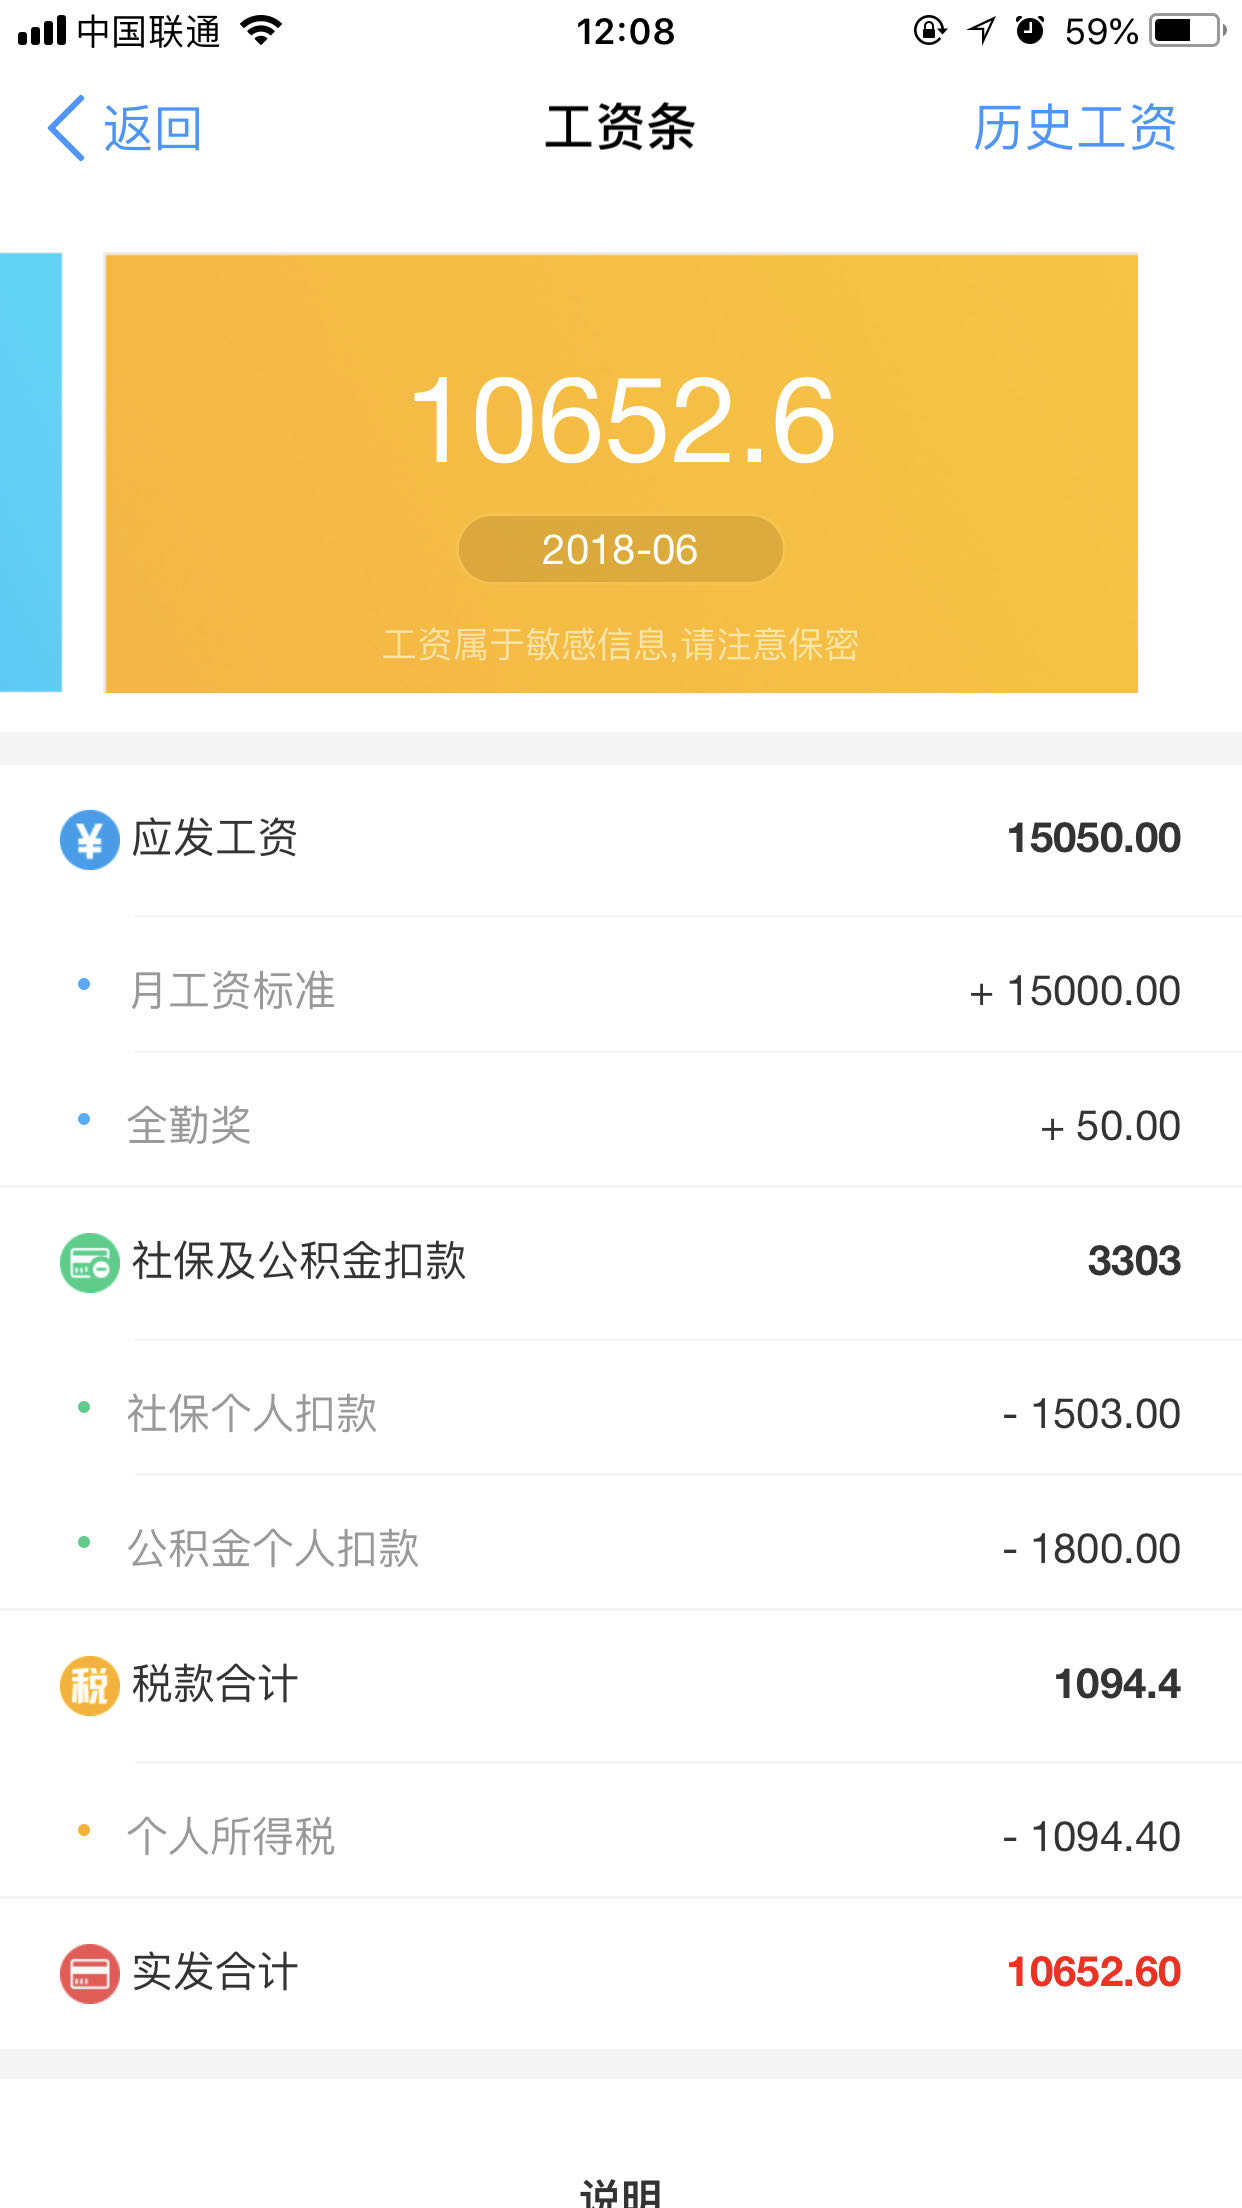 中国联通 12:08 59%
返回 工资条 历史工资
10652.6
2018-06
工资属于敏感信息,请注意保密
¥ 应发工资 15050.00
月工资标准 + 15000.00
全勤奖 + 50.00
社保及公积金扣款 3303
社保个人扣款 - 1503.00
公积金个人扣款 - 1800.00
税 税款合计 1094.4
个人所得税 - 1094.40
实发合计 10652.60
说明